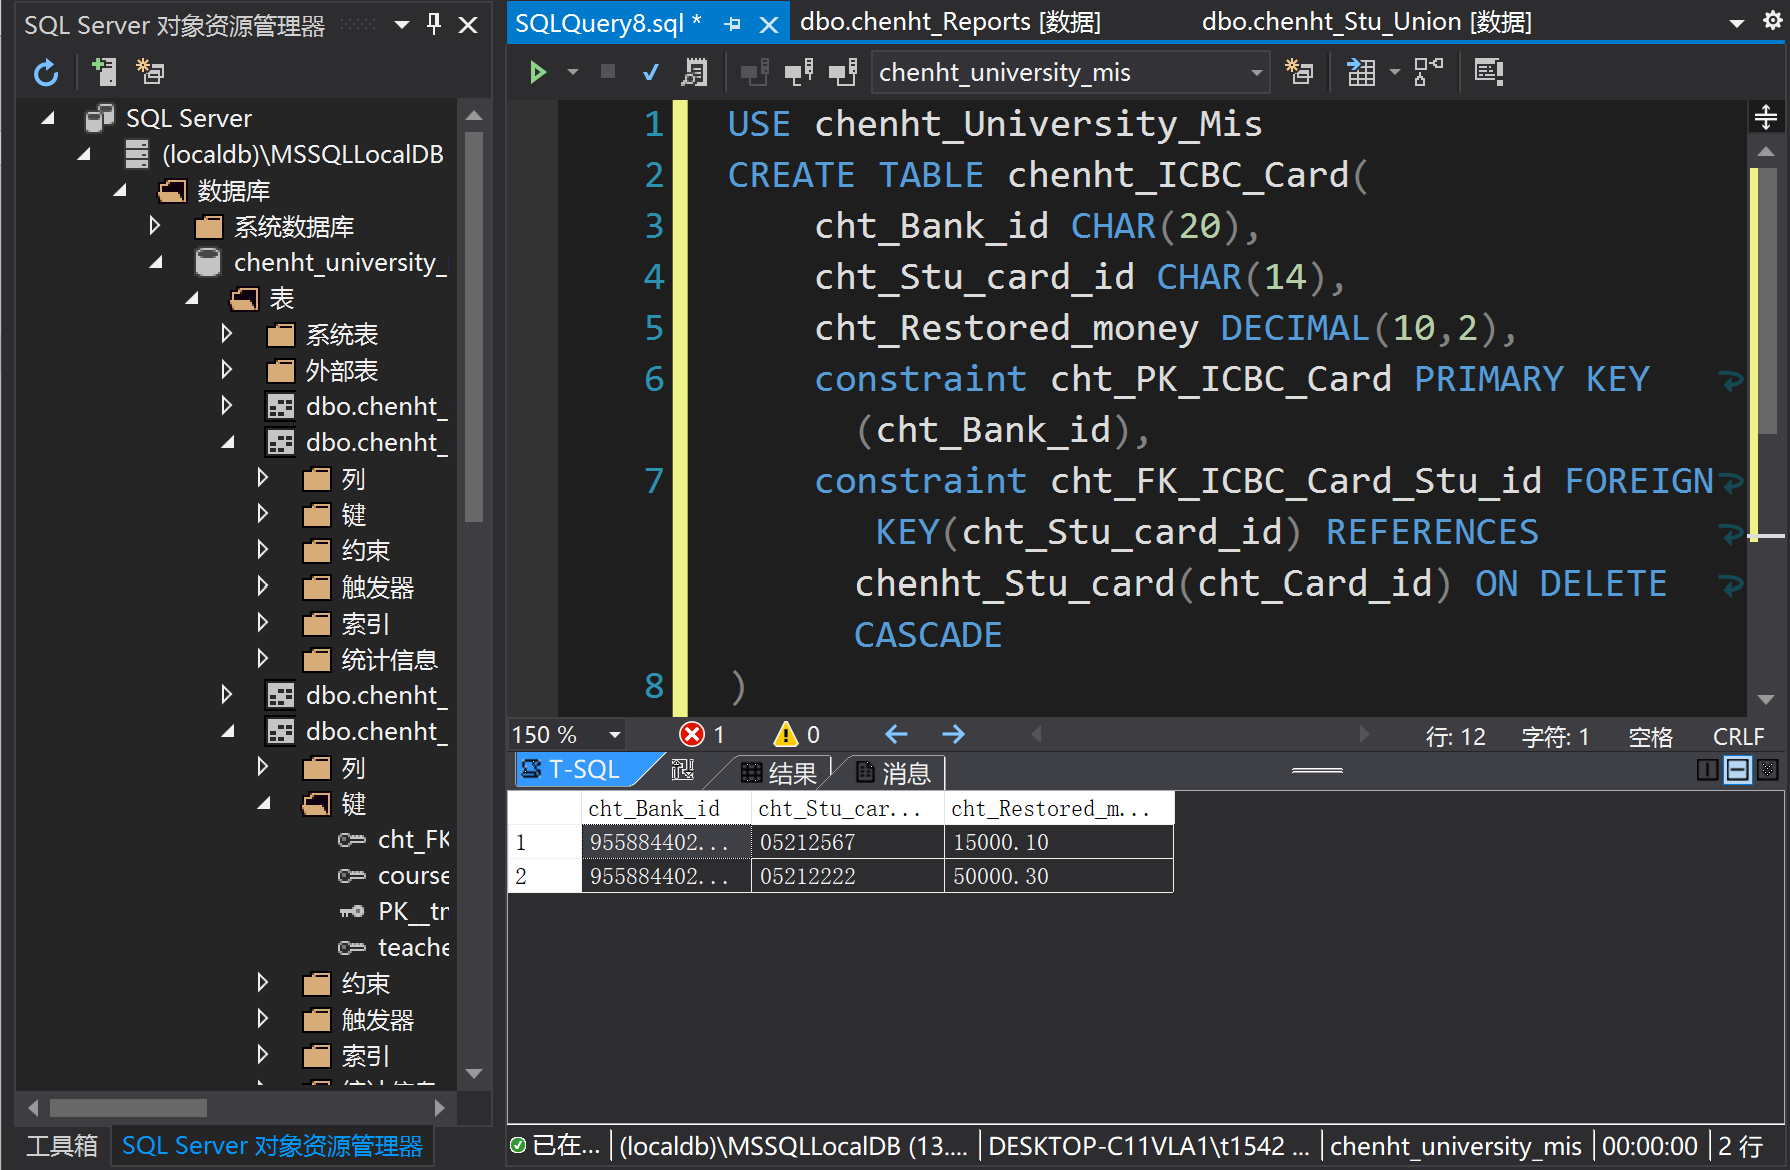 SQL Server 对象资源管理器
SQL Server
(localdb)\MSSQLLocalDB
数据库
系统数据库
chenht_university_
表
系统表
外部表
dbo.chenht_
dbo.chenht_
列
键
约束
触发器
索引
统计信息
dbo.chenht_
dbo.chenht_
列
键
cht_FK
course
PK__tr
teache
约束
触发器
索引
统计信息
工具箱 SQL Server 对象资源管理器
SQLQuery8.sql * dbo.chenht_Reports [数据] dbo.chenht_Stu_Union [数据]
chenht_university_mis
1 USE chenht_University_Mis
2 CREATE TABLE chenht_ICBC_Card(
3 cht_Bank_id CHAR(20),
4 cht_Stu_card_id CHAR(14),
5 cht_Restored_money DECIMAL(10,2),
6 constraint cht_PK_ICBC_Card PRIMARY KEY
(cht_Bank_id),
7 constraint cht_FK_ICBC_Card_Stu_id FOREIGN
KEY(cht_Stu_card_id) REFERENCES
chenht_Stu_card(cht_Card_id) ON DELETE
CASCADE
8 )
150 % 1 0 行: 12 字符: 1 空格 CRLF
T-SQL 结果 消息
cht_Bank_id cht_Stu_car... cht_Restored_m...
1 955884402... 05212567 15000.10
2 955884402... 05212222 50000.30
已在... (localdb)\MSSQLLocalDB (13.... DESKTOP-C11VLA1\t1542 ... chenht_university_mis 00:00:00 2 行